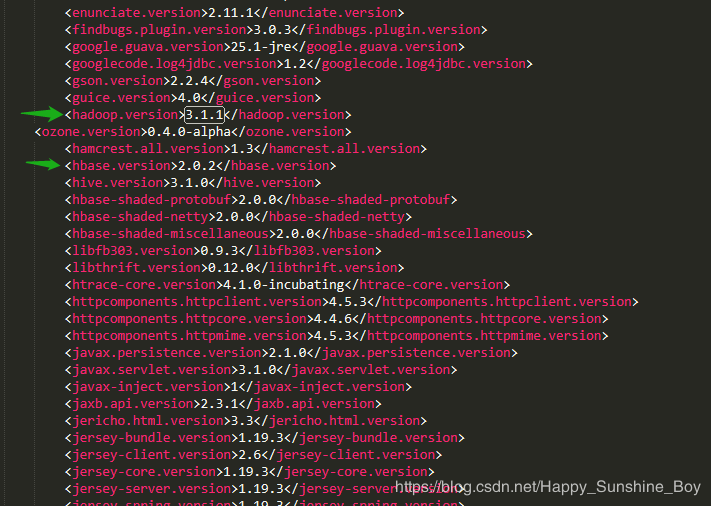 <enunciate.version>2.11.1</enunciate.version>
<findbugs.plugin.version>3.0.3</findbugs.plugin.version>
<google.guava.version>25.1-jre</google.guava.version>
<googlecode.log4jdbc.version>1.2</googlecode.log4jdbc.version>
<gson.version>2.2.4</gson.version>
<guice.version>4.0</guice.version>
<hadoop.version>3.1.1</hadoop.version>
<ozone.version>0.4.0-alpha</ozone.version>
<hamcrest.all.version>1.3</hamcrest.all.version>
<hbase.version>2.0.2</hbase.version>
<hive.version>3.1.0</hive.version>
<hbase-shaded-protobuf>2.0.0</hbase-shaded-protobuf>
<hbase-shaded-netty>2.0.0</hbase-shaded-netty>
<hbase-shaded-miscellaneous>2.0.0</hbase-shaded-miscellaneous>
<libfb303.version>0.9.3</libfb303.version>
<libthrift.version>0.12.0</libthrift.version>
<htrace-core.version>4.1.0-incubating</htrace-core.version>
<httpcomponents.httpclient.version>4.5.3</httpcomponents.httpclient.version>
<httpcomponents.httpcore.version>4.4.6</httpcomponents.httpcore.version>
<httpcomponents.httpmime.version>4.5.3</httpcomponents.httpmime.version>
<javax.persistence.version>2.1.0</javax.persistence.version>
<javax.servlet.version>3.1.0</javax.servlet.version>
<javax-inject.version>1</javax-inject.version>
<jaxb.api.version>2.3.1</jaxb.api.version>
<jericho.html.version>3.3</jericho.html.version>
<jersey-bundle.version>1.19.3</jersey-bundle.version>
<jersey-client.version>2.6</jersey-client.version>
<jersey-core.version>1.19.3</jersey-core.version>
<jersey-server.version>1.19.3</jersey-server.version>
https://blog.csdn.net/Happy_Sunshine_Boy
<jersey-spring.version>1.19.3</jersey-spring.version>